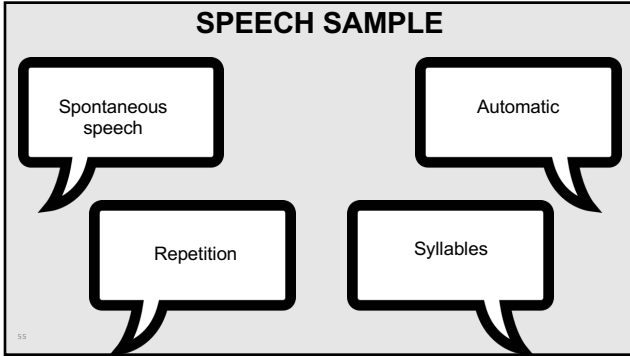 SPEECH SAMPLE
Spontaneous
speech
Automatic
Repetition
Syllables
55